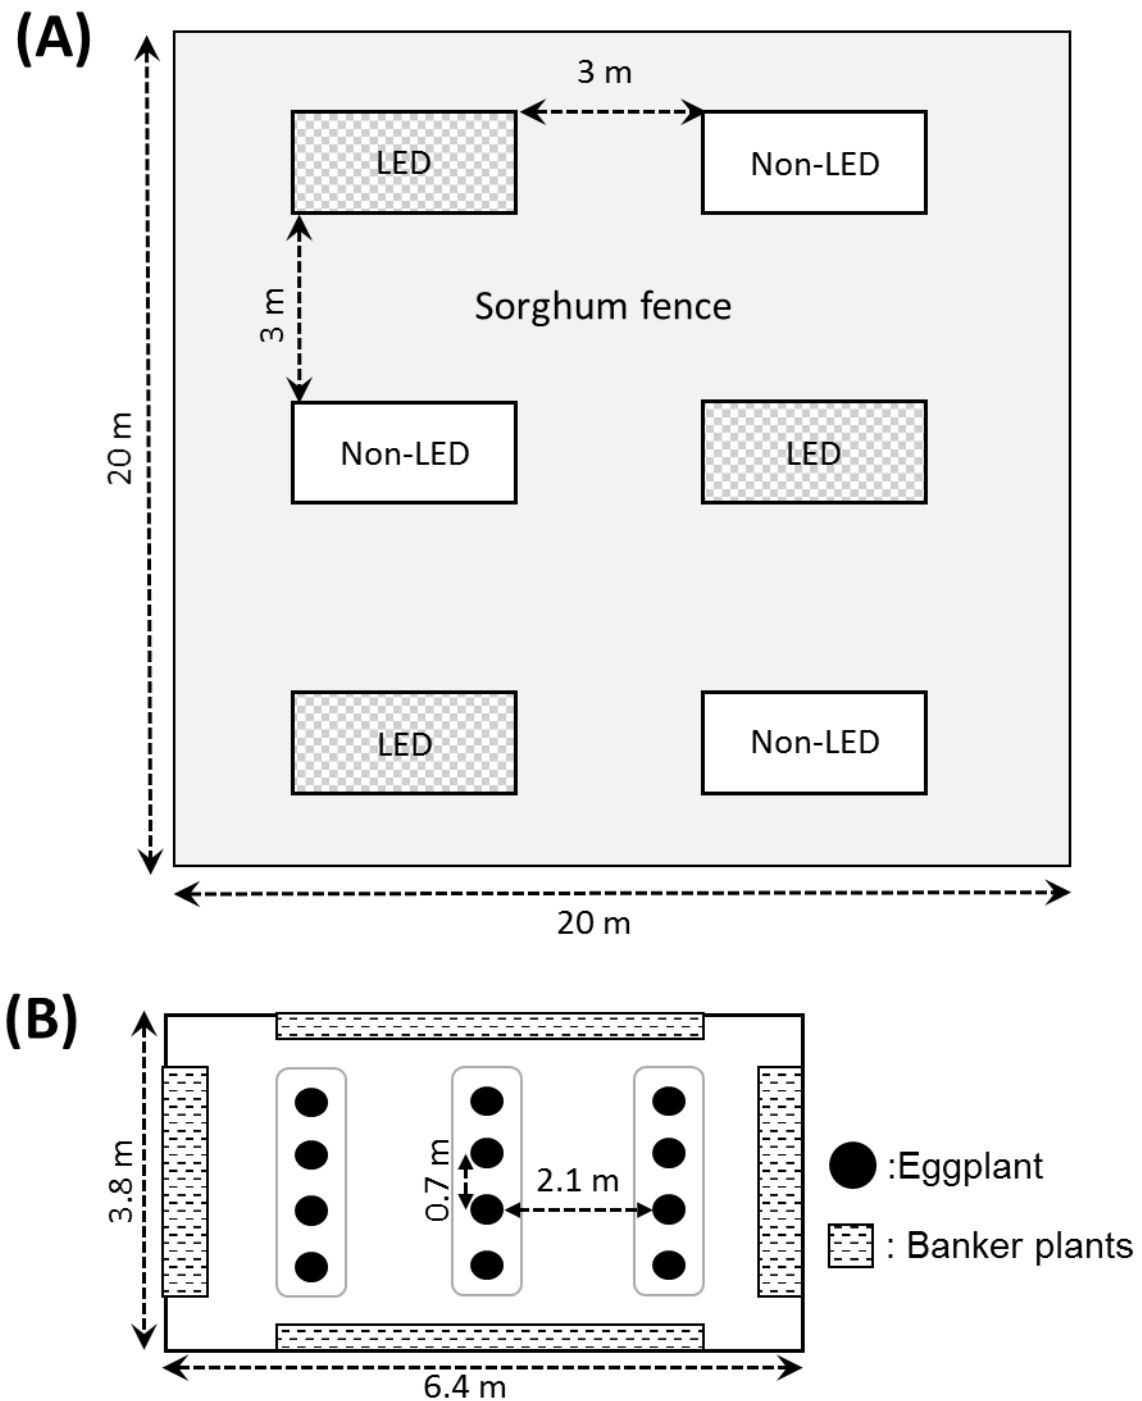 (A)
3 m
LED
Non-LED
3 m
Sorghum fence
20 m
Non-LED
LED
LED
Non-LED
20 m
(B)
3.8 m
0.7 m
2.1 m
:Eggplant
: Banker plants
6.4 m